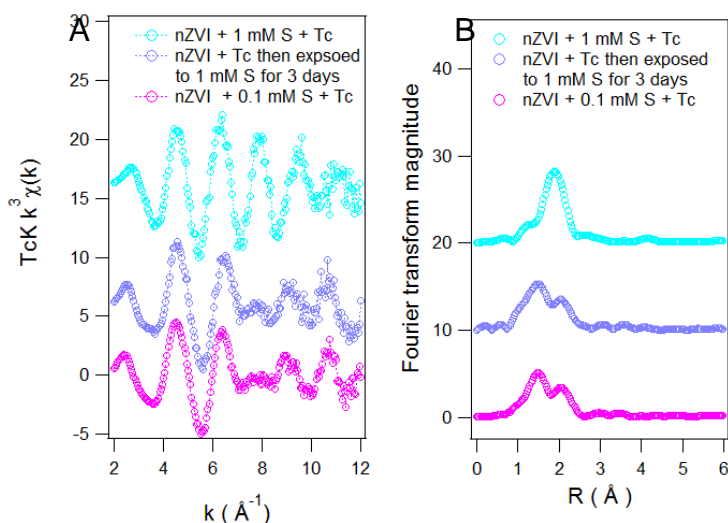 A
nZVI + 1 mM S + Tc
nZVI + Tc then expsoed
to 1 mM S for 3 days
nZVI + 0.1 mM S + Tc
30
25
20
15
10
5
0
-5
TcK k³χ(k)
2 4 6 8 10 12
k ( Å⁻¹)
B
nZVI + 1 mM S + Tc
nZVI + Tc then exposed
to 1 mM S for 3 days
nZVI + 0.1 mM S + Tc
40
30
20
10
0
Fourier transform magnitude
0 1 2 3 4 5 6
R ( Å )